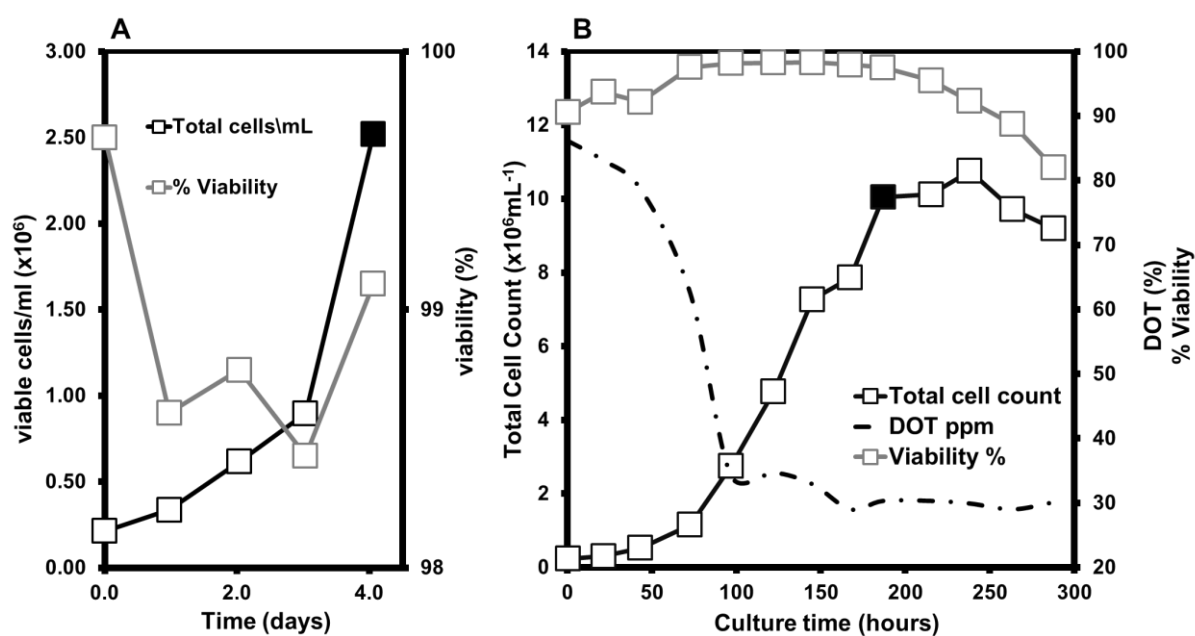 A
3.00
2.50
2.00
1.50
1.00
0.50
0.00
viable cells/ml (x10⁶)
100
99
98
viability (%)
Total cells\mL
% Viability
0.0
2.0
4.0
Time (days)
B
14
12
10
8
6
4
2
0
Total Cell Count (x10⁶mL⁻¹)
100
90
80
70
60
50
40
30
20
DOT (%)
% Viability
Total cell count
DOT ppm
Viability %
0
50
100
150
200
250
300
Culture time (hours)